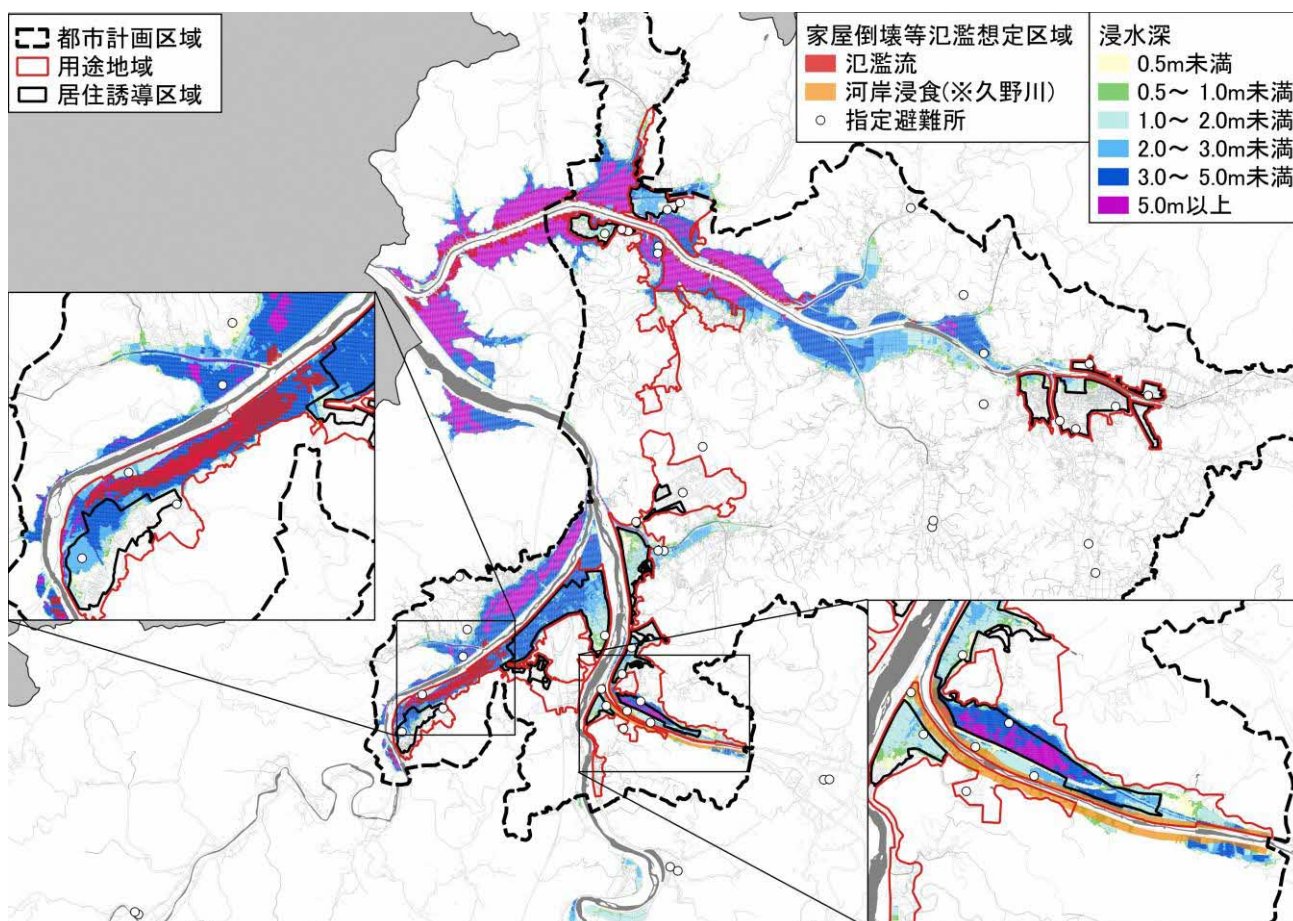 都市計画区域
用途地域
居住誘導区域
家屋倒壊等氾濫想定区域
氾濫流
河岸浸食(※久野川)
指定避難所
浸水深
0.5m未満
0.5～ 1.0m未満
1.0～ 2.0m未満
2.0～ 3.0m未満
3.0～ 5.0m未満
5.0m以上